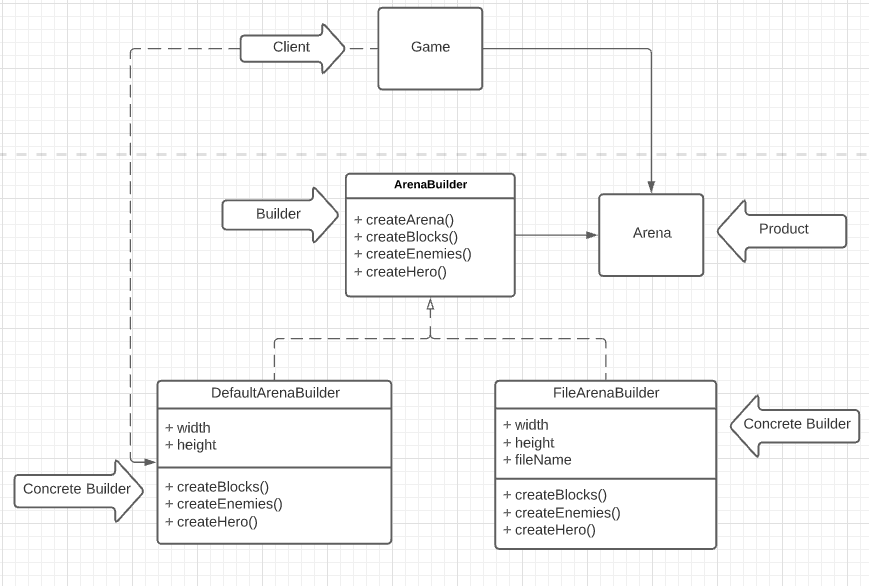 Client
Game
Builder
ArenaBuilder
+ createArena()
+ createBlocks()
+ createEnemies()
+ createHero()
Arena
Product
DefaultArenaBuilder
+ width
+ height
+ createBlocks()
+ createEnemies()
+ createHero()
Concrete Builder
FileArenaBuilder
+ width
+ height
+ fileName
+ createBlocks()
+ createEnemies()
+ createHero()
Concrete Builder